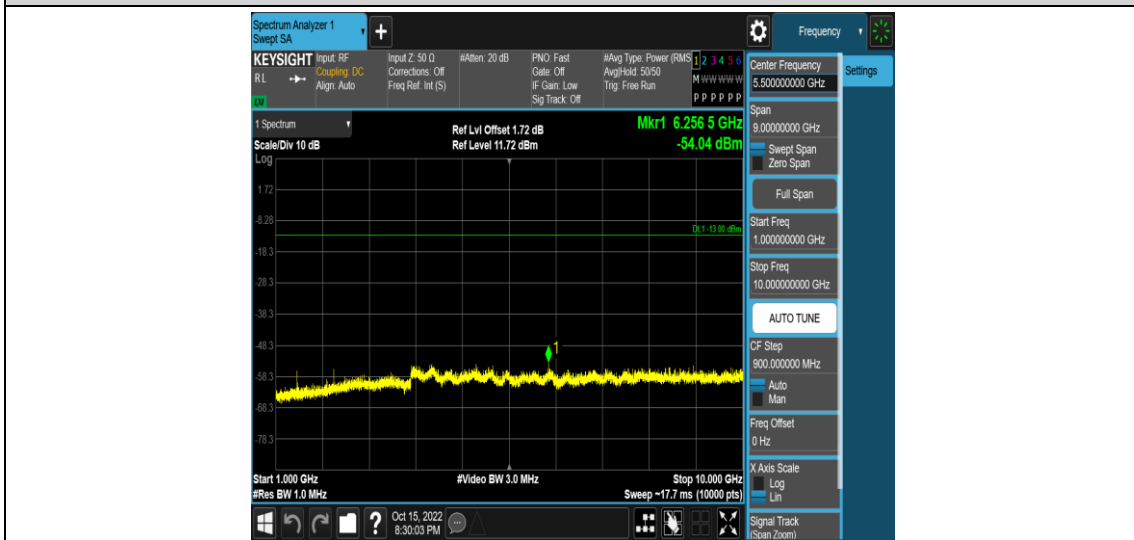 Spectrum Analyzer 1
Swept SA
+
Frequency
KEYSIGHT
RL
LXI
Input: RF
Coupling: DC
Align: Auto
Input Z: 50 Ω
Corrections: Off
Freq Ref: Int (S)
#Atten: 20 dB
PNO: Fast
Gate: Off
IF Gain: Low
Sig Track: Off
#Avg Type: Power (RMS
Avg|Hold: 50/50
Trig: Free Run
1 2 3 4 5 6
M W W W W W
P P P P P P
1 Spectrum
Scale/Div 10 dB
Log
Ref Lvl Offset 1.72 dB
Ref Level 11.72 dBm
Mkr1 6.256 5 GHz
-54.04 dBm
1.72
-8.28
DL1 -13.00 dBm
-18.3
-28.3
-38.3
-48.3
1
-58.3
-68.3
-78.3
Start 1.000 GHz
#Res BW 1.0 MHz
#Video BW 3.0 MHz
Stop 10.000 GHz
Sweep ~17.7 ms (10000 pts)
Center Frequency
5.500000000 GHz
Settings
Span
9.00000000 GHz
Swept Span
Zero Span
Full Span
Start Freq
1.000000000 GHz
Stop Freq
10.000000000 GHz
AUTO TUNE
CF Step
900.000000 MHz
Auto
Man
Freq Offset
0 Hz
X Axis Scale
Log
Lin
Signal Track
(Span Zoom)
?
Oct 15, 2022
8:30:03 PM